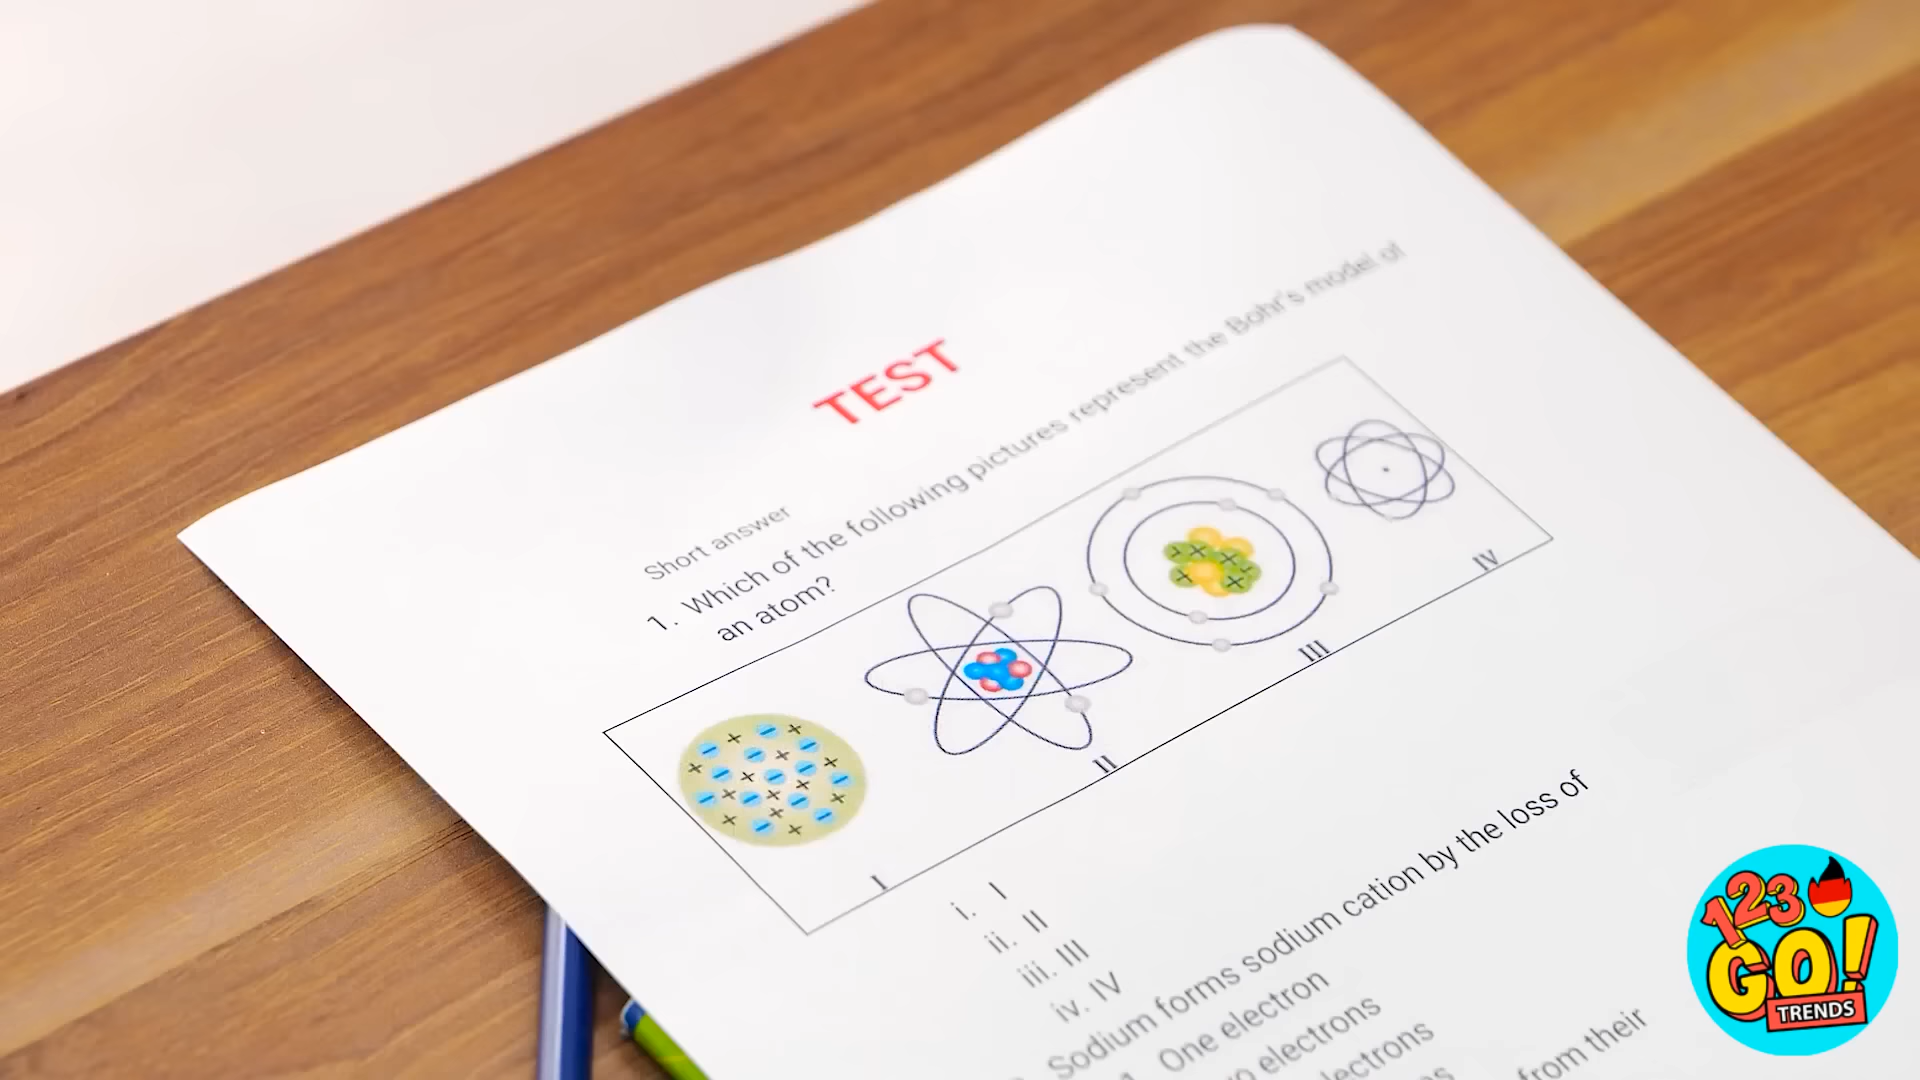 TEST
Short answer
1. Which of the following pictures represent the Bohr's model of
an atom?
I
II
III
IV
i. I
ii. II
iii. III
iv. IV
Sodium forms sodium cation by the loss of
One electron
electrons
electrons
from their
123
GO!
TRENDS